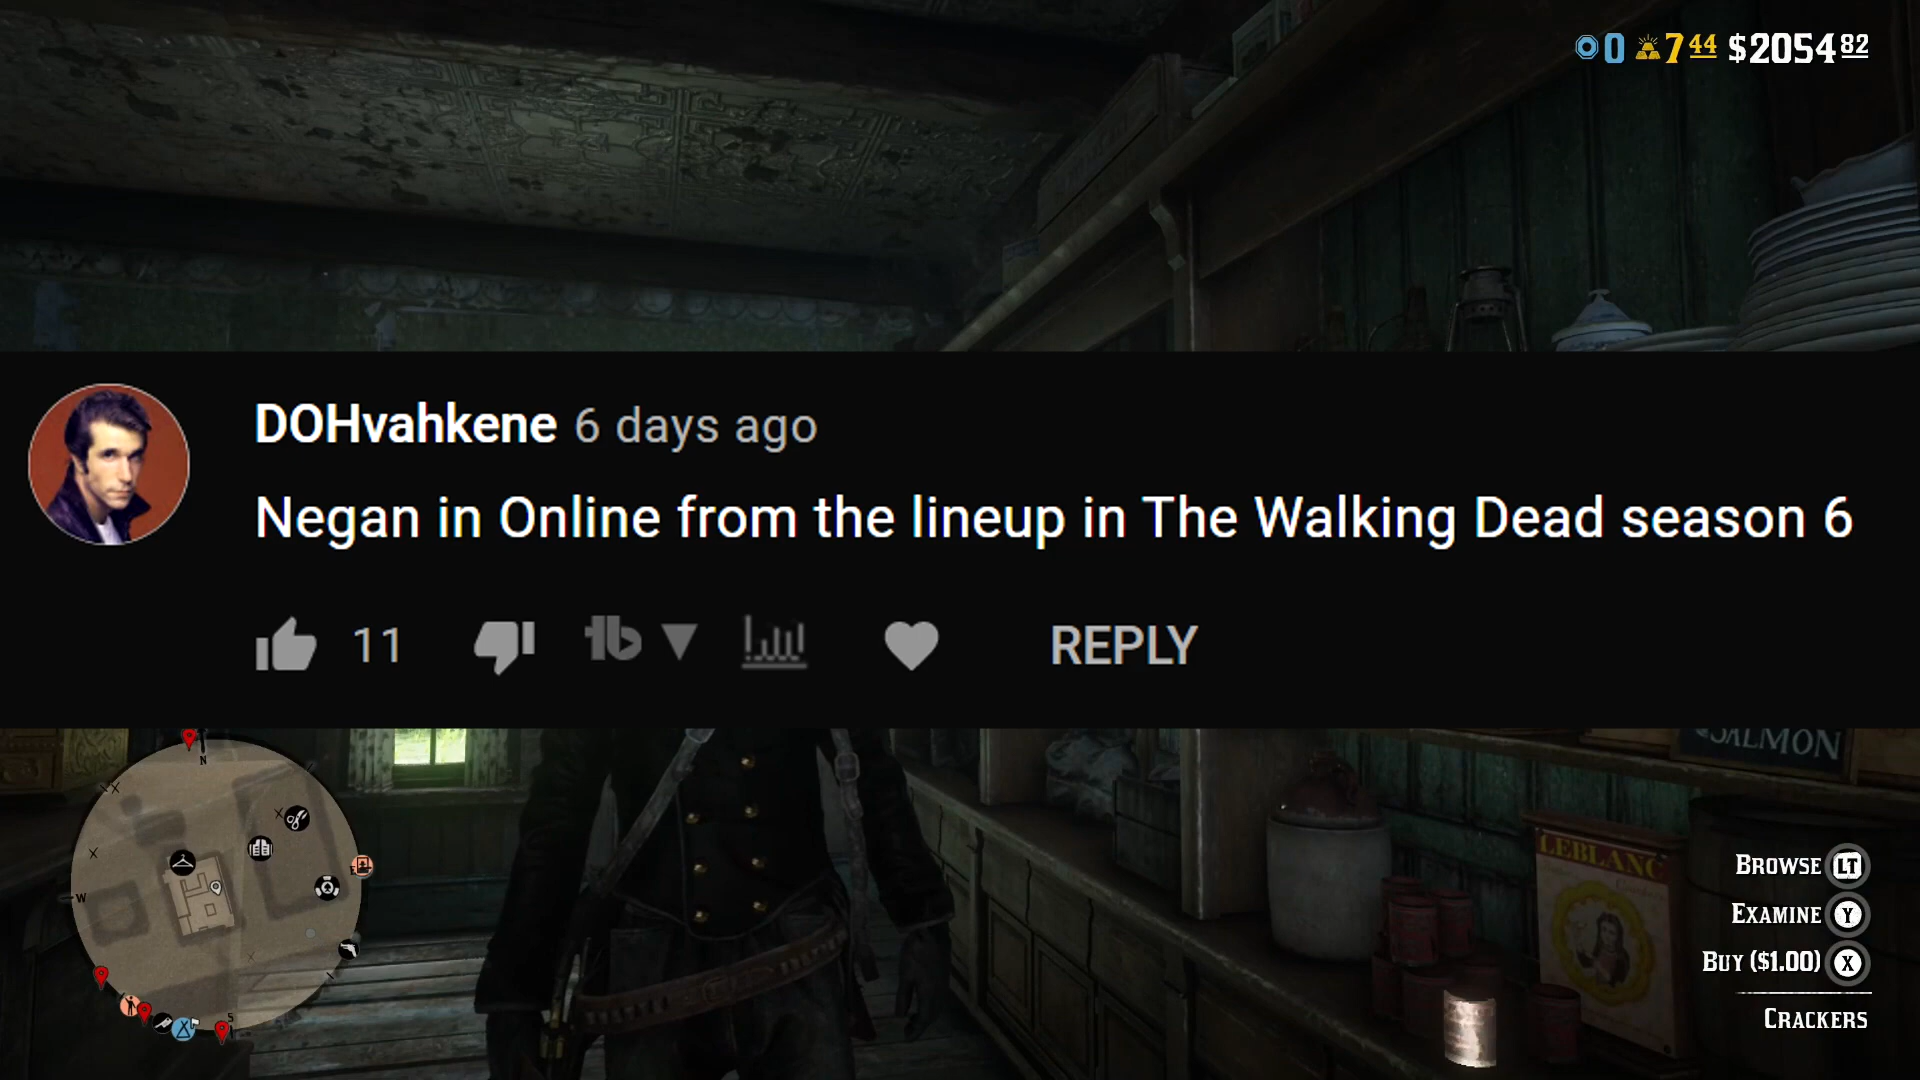 0 7 44 $2054 82
DOHvahkene 6 days ago
Negan in Online from the lineup in The Walking Dead season 6
11
REPLY
SALMON
N
LEBLANC
W
BROWSE LT
EXAMINE Y
BUY ($1.00) X
S
CRACKERS